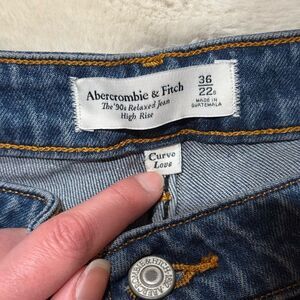 Abercrombie & Fitch
The '90s Relaxed Jean
High Rise
36
22S
MADE IN
GUATEMALA
Curve
Love